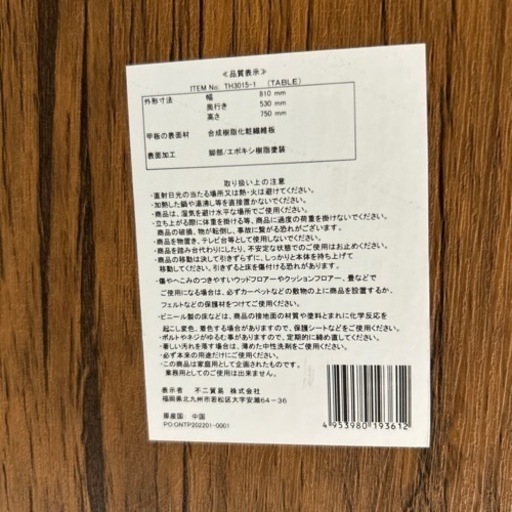 ≪品質表示≫
ITEM No. TH3015-1 (TABLE)
外形寸法 幅 810 mm
奥行き 530 mm
高さ 750 mm
甲板の表面材 合成樹脂化粧繊維板
表面加工 脚部/エポキシ樹脂塗装
取り扱い上の注意
・直射日光の当たる場所又は熱・火は避けてください。
・加熱した鍋や湯沸し等を直接置かないでください。
・商品は、湿気を避け水平な場所でご使用ください。
・立ち上がる際に体重を掛ける等、商品に過度の荷重を掛けないでください。
商品の破損、物が転倒し、事故に繋がる恐れがございます。
・商品を物置き、テレビ台等として使用しないでください。
・商品を踏み台代わりにしたり、不安定な状態でのご使用はお止めください。
・商品の移動は決して引きずらずに、しっかりと本体を持ち上げて
移動してください。引きずると床を傷付ける恐れがあります。
・傷やへこみのつきやすいウッドフロアーやクッションフロアー、畳などで
ご使用になる場合は、必ずカーペットなどの敷物の上に商品を設置するか、
フェルトなどの保護材をつけてご使用ください。
・ビニール製の床などは、商品の接地面の材質や塗料とまれに化学反応を
起こし変色、着色する場合がありますので、保護シートなどをご使用ください。
・ボルトやネジがゆるむ事がありますので、定期的に締め直してください。
・著しい汚れを落す場合は、薄めた中性洗剤をご使用ください。
・必ず本来の用途だけにご使用ください。
・この商品は家庭用として企画されたものです。
業務用としてのご使用は出来ません。
表示者 不二貿易 株式会社
福岡県北九州市若松区大字安瀬64-36
原産国: 中国
PO.GNTP202201-0001
4953980193612